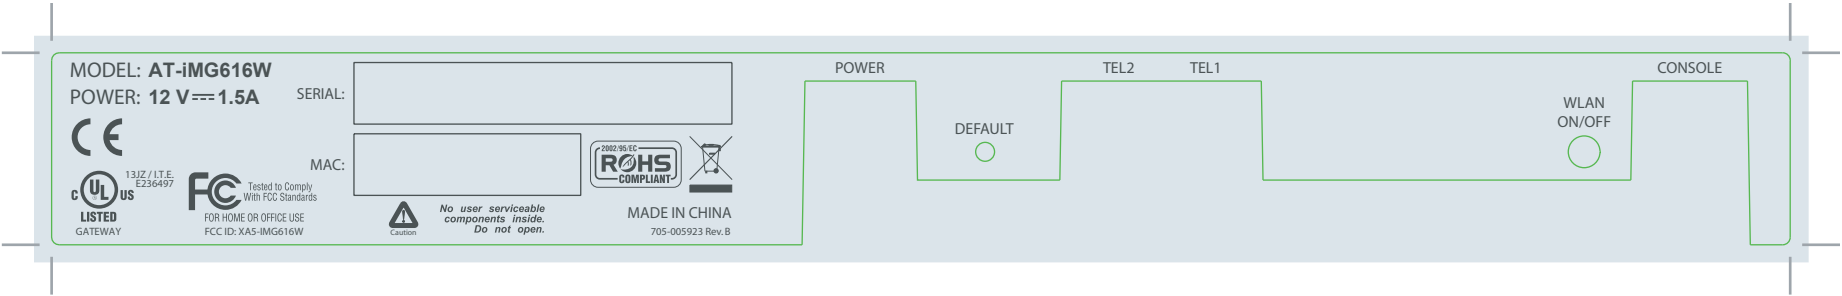 MODEL: AT-iMG616W
POWER: 12 V 1.5A
SERIAL:
CE
MAC:
13JZ / I.T.E.
E236497
C UL US
LISTED
GATEWAY
FC
Tested to Comply
With FCC Standards
FOR HOME OR OFFICE USE
FCC ID: XA5-IMG616W
2002/95/EC
ROHS
COMPLIANT
Caution
No user serviceable
components inside.
Do not open.
MADE IN CHINA
705-005923 Rev.B
POWER
DEFAULT
TEL2 TEL1
WLAN
ON/OFF
CONSOLE